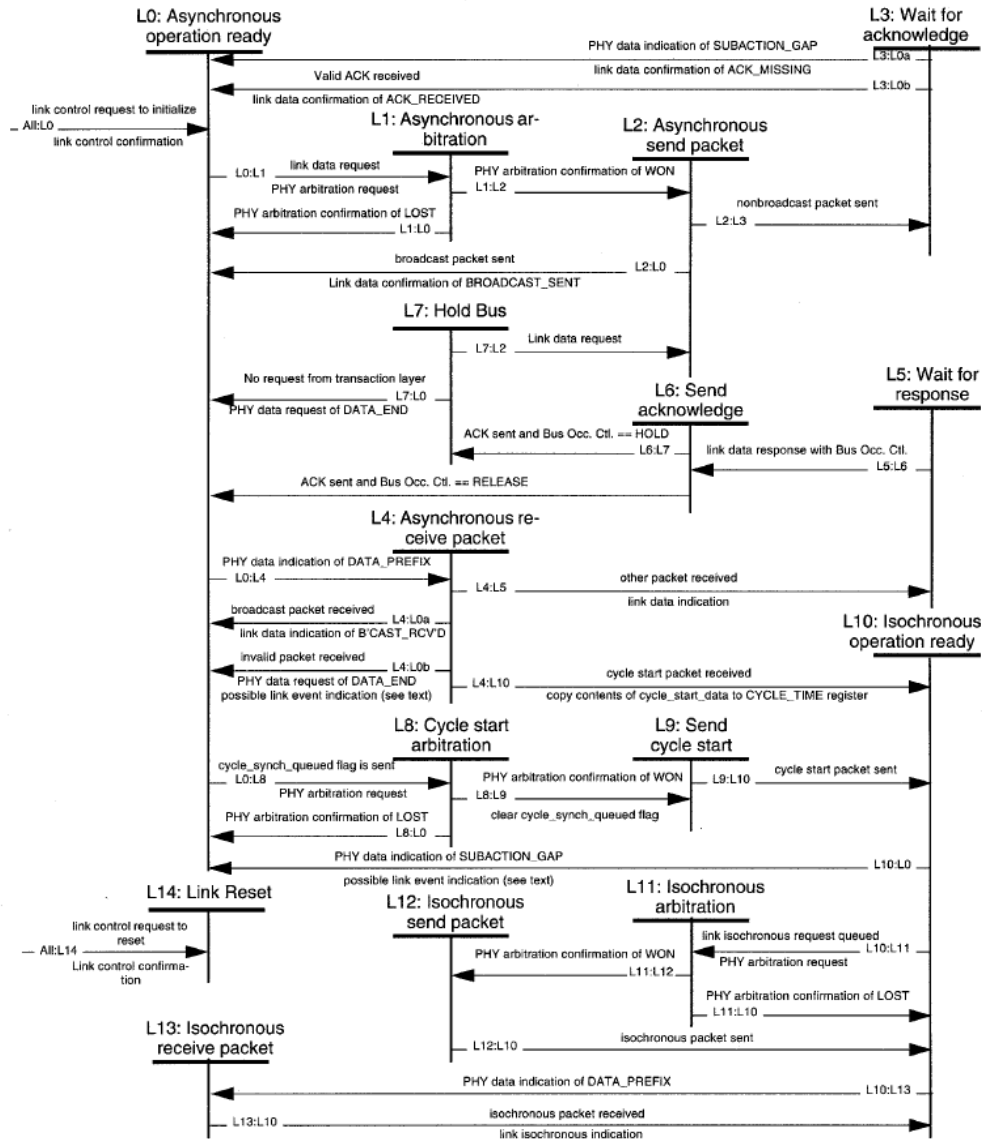 L0: Asynchronous
operation ready
L3: Wait for
acknowledge
PHY data indication of SUBACTION_GAP
L3:L0a
link data confirmation of ACK_MISSING
Valid ACK received
L3:L0b
link data confirmation of ACK_RECEIVED
link control request to initialize
All:L0
link control confirmation
L1: Asynchronous ar-
bitration
L2: Asynchronous
send packet
link data request
L0:L1
PHY arbitration request
PHY arbitration confirmation of WON
L1:L2
nonbroadcast packet sent
L2:L3
PHY arbitration confirmation of LOST
L1:L0
broadcast packet sent
L2:L0
Link data confirmation of BROADCAST_SENT
L7: Hold Bus
Link data request
L7:L2
No request from transaction layer
L7:L0
PHY data request of DATA_END
L6: Send
acknowledge
L5: Wait for
response
ACK sent and Bus Occ. Ctl. == HOLD
L6:L7
link data response with Bus Occ. Ctl.
L5:L6
ACK sent and Bus Occ. Ctl. == RELEASE
L4: Asynchronous re-
ceive packet
PHY data indication of DATA_PREFIX
L0:L4
other packet received
L4:L5
link data indication
broadcast packet received
L4:L0a
link data indication of B'CAST_RCV'D
L10: Isochronous
operation ready
invalid packet received
L4:L0b
PHY data request of DATA_END
possible link event indication (see text)
cycle start packet received
L4:L10
copy contents of cycle_start_data to CYCLE_TIME register
L8: Cycle start
arbitration
L9: Send
cycle start
cycle_synch_queued flag is sent
L0:L8
PHY arbitration request
PHY arbitration confirmation of WON
L8:L9
clear cycle_synch_queued flag
cycle start packet sent
L9:L10
PHY arbitration confirmation of LOST
L8:L0
PHY data indication of SUBACTION_GAP
L10:L0
possible link event indication (see text)
L14: Link Reset
L12: Isochronous
send packet
L11: Isochronous
arbitration
link control request to
reset
All:L14
Link control confirma-
tion
link isochronous request queued
L10:L11
PHY arbitration request
PHY arbitration confirmation of WON
L11:L12
PHY arbitration confirmation of LOST
L11:L10
L13: Isochronous
receive packet
isochronous packet sent
L12:L10
PHY data indication of DATA_PREFIX
L10:L13
isochronous packet received
L13:L10
link isochronous indication